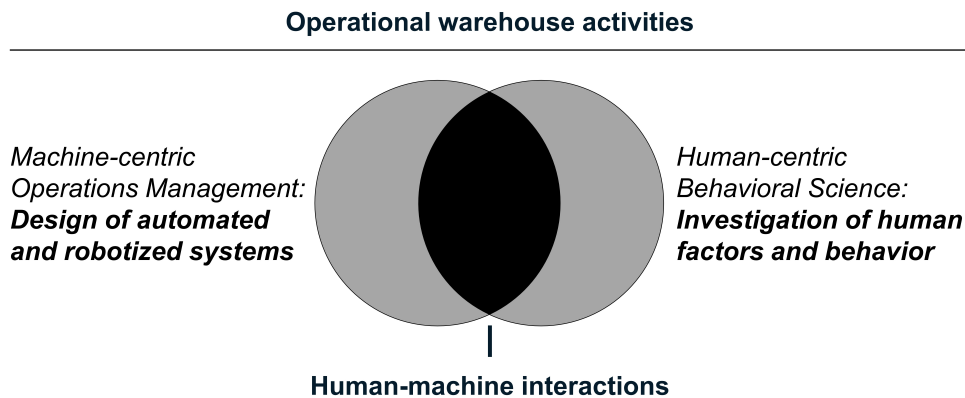 Operational warehouse activities
Machine-centric
Operations Management:
Design of automated
and robotized systems
Human-centric
Behavioral Science:
Investigation of human
factors and behavior
Human-machine interactions